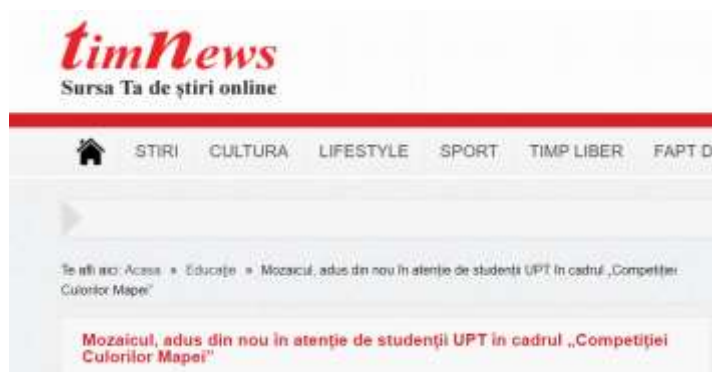 timNews
Sursa Ta de știri online
STIRI CULTURA LIFESTYLE SPORT TIMP LIBER FAPT D
Te afli aici: Acasa » Educație » Mozaicul, adus din nou în atenție de studenții UPT în cadrul „Competiției
Culorilor Mapei”
Mozaicul, adus din nou în atenție de studenții UPT în cadrul „Competiției
Culorilor Mapei”